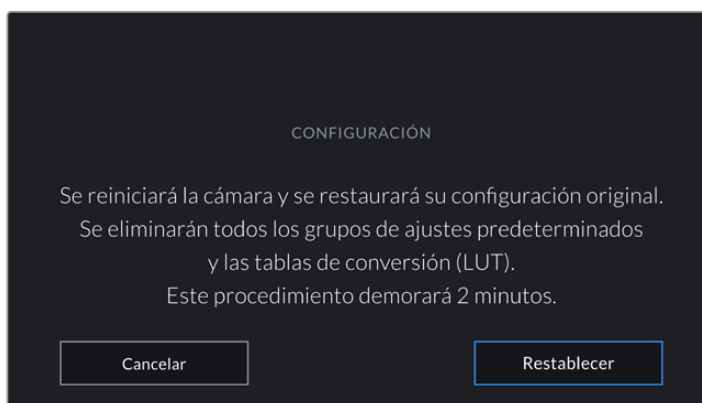 CONFIGURACIÓN
Se reiniciará la cámara y se restaurará su configuración original.
Se eliminarán todos los grupos de ajustes predeterminados
y las tablas de conversión (LUT).
Este procedimiento demorará 2 minutos.
Cancelar
Restablecer